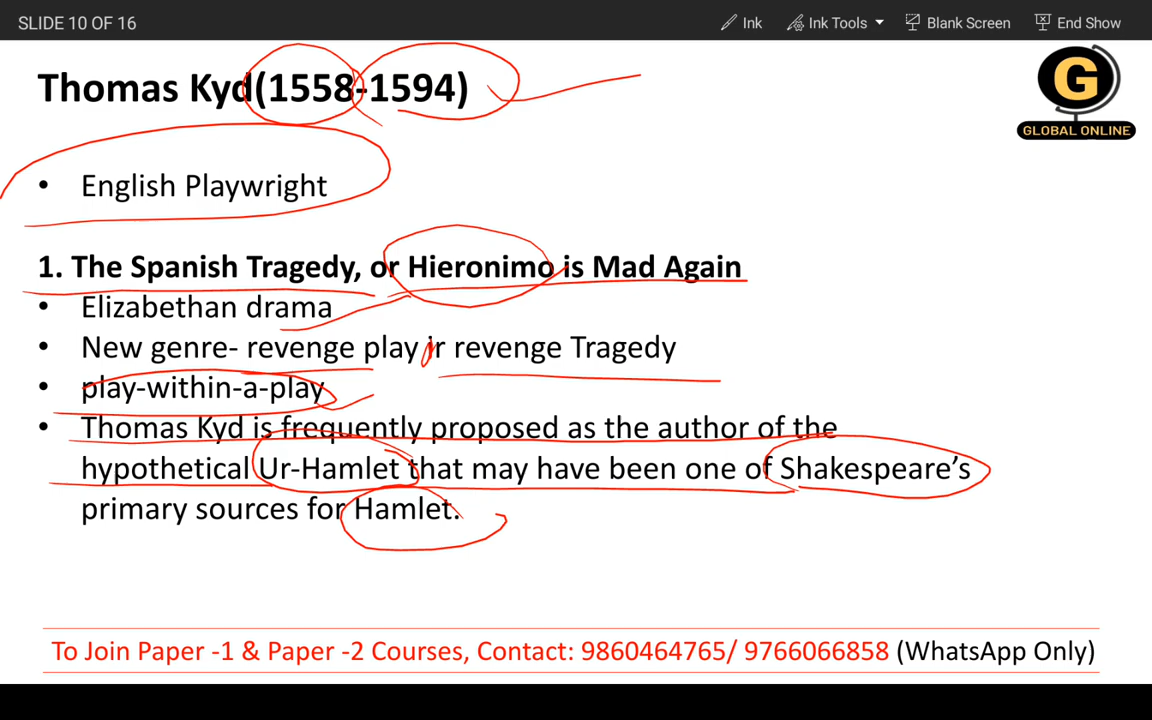 SLIDE 10 OF 16
Ink
Ink Tools
Blank Screen
End Show
Thomas Kyd(1558-1594)
G
GLOBAL ONLINE
• English Playwright
1. The Spanish Tragedy, or Hieronimo is Mad Again
• Elizabethan drama
• New genre- revenge play ir revenge Tragedy
• play-within-a-play
• Thomas Kyd is frequently proposed as the author of the
hypothetical Ur-Hamlet that may have been one of Shakespeare’s
primary sources for Hamlet.
To Join Paper -1 & Paper -2 Courses, Contact: 9860464765/ 9766066858 (WhatsApp Only)